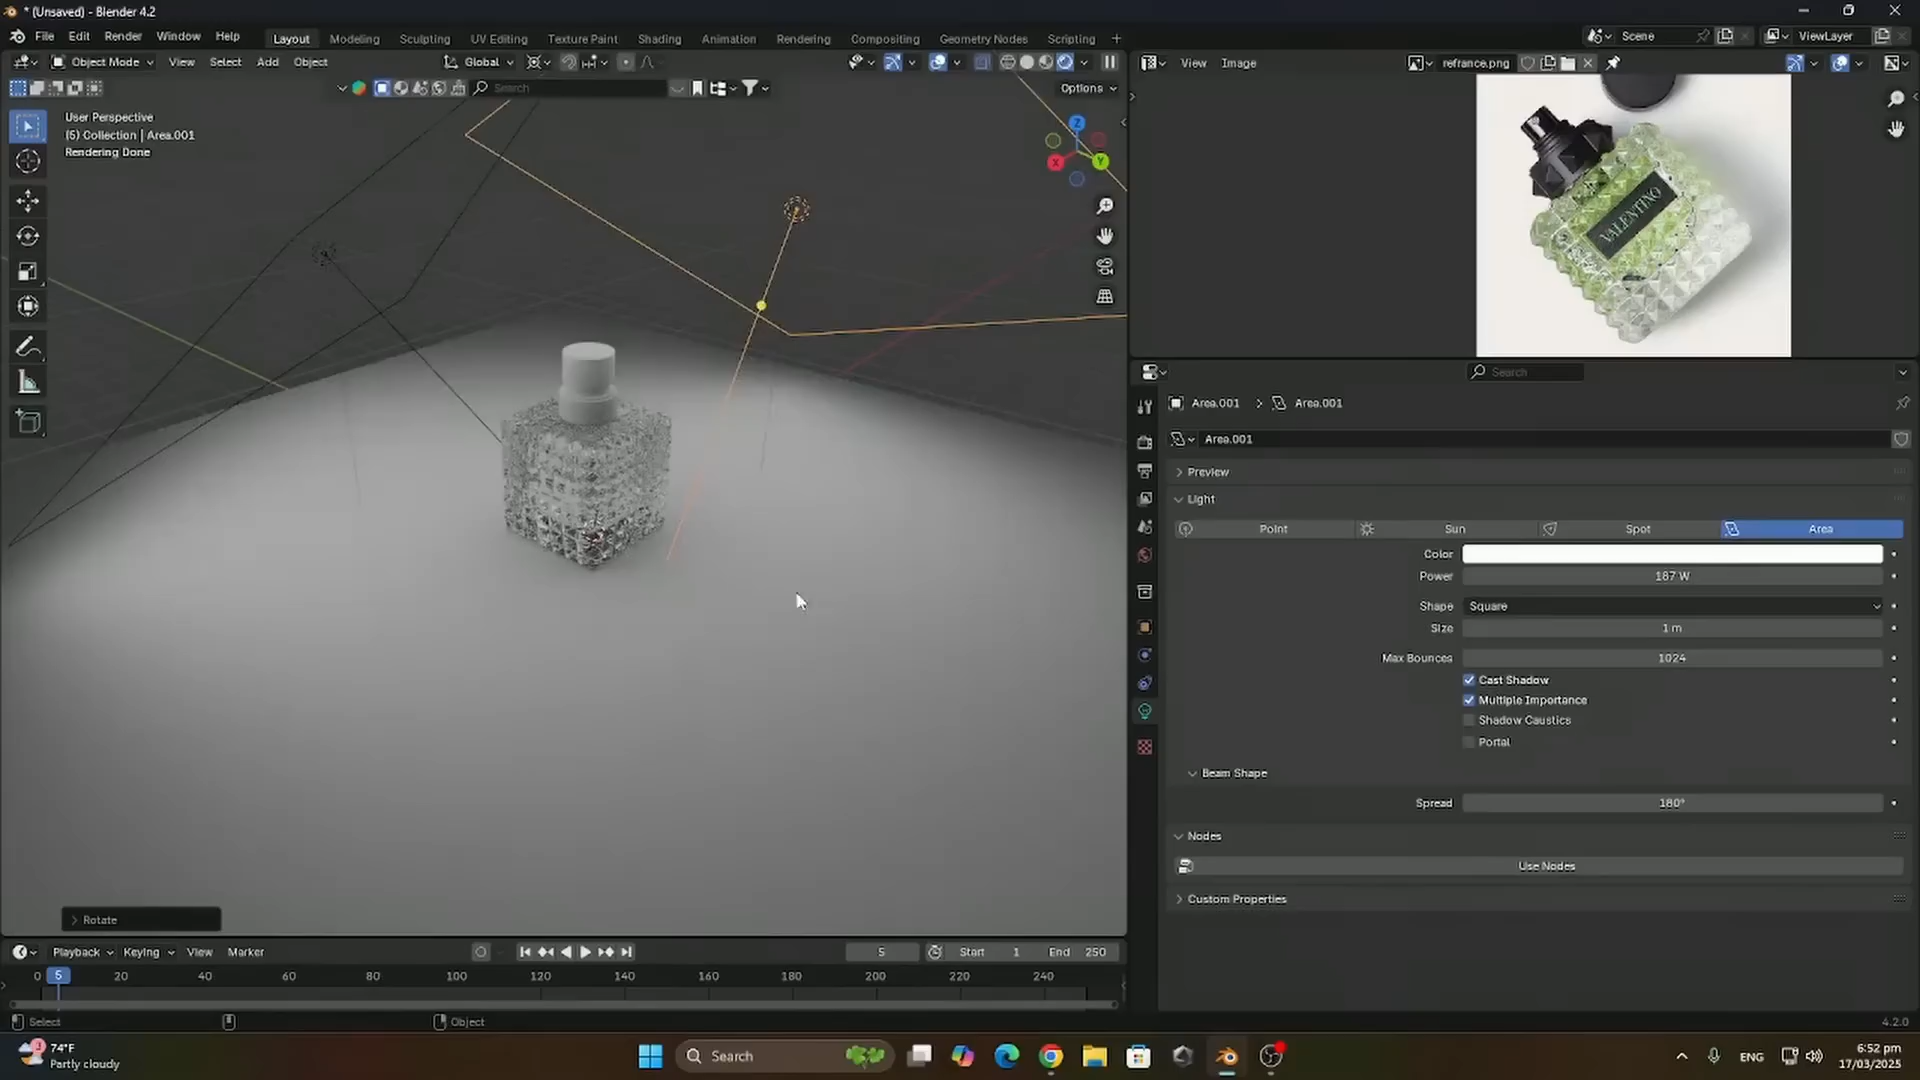 * (Unsaved) - Blender 4.2
File Edit Render Window Help
Layout Modeling Sculpting UV Editing Texture Paint Shading Animation Rendering Compositing Geometry Nodes Scripting +
Scene
ViewLayer
Object Mode View Select Add Object
Global
View Image
refrance.png
Search
Options
User Perspective
(5) Collection | Area.001
Rendering Done
Z
X
Y
VALENTINO
Search
Area.001 > Area.001
Area.001
Preview
Light
Point Sun Spot Area
Color
Power 187 W
Shape Square
Size 1 m
Max Bounces 1024
Cast Shadow
Multiple Importance
Shadow Caustics
Portal
Beam Shape
Spread 180°
Nodes
Use Nodes
Custom Properties
Rotate
Playback Keying View Marker
5
Start 1 End 250
0 5 20 40 60 80 100 120 140 160 180 200 220 240
Select
Object
4.2.0
3
74°F
Partly cloudy
Search
ENG
6:52 pm
17/03/2025